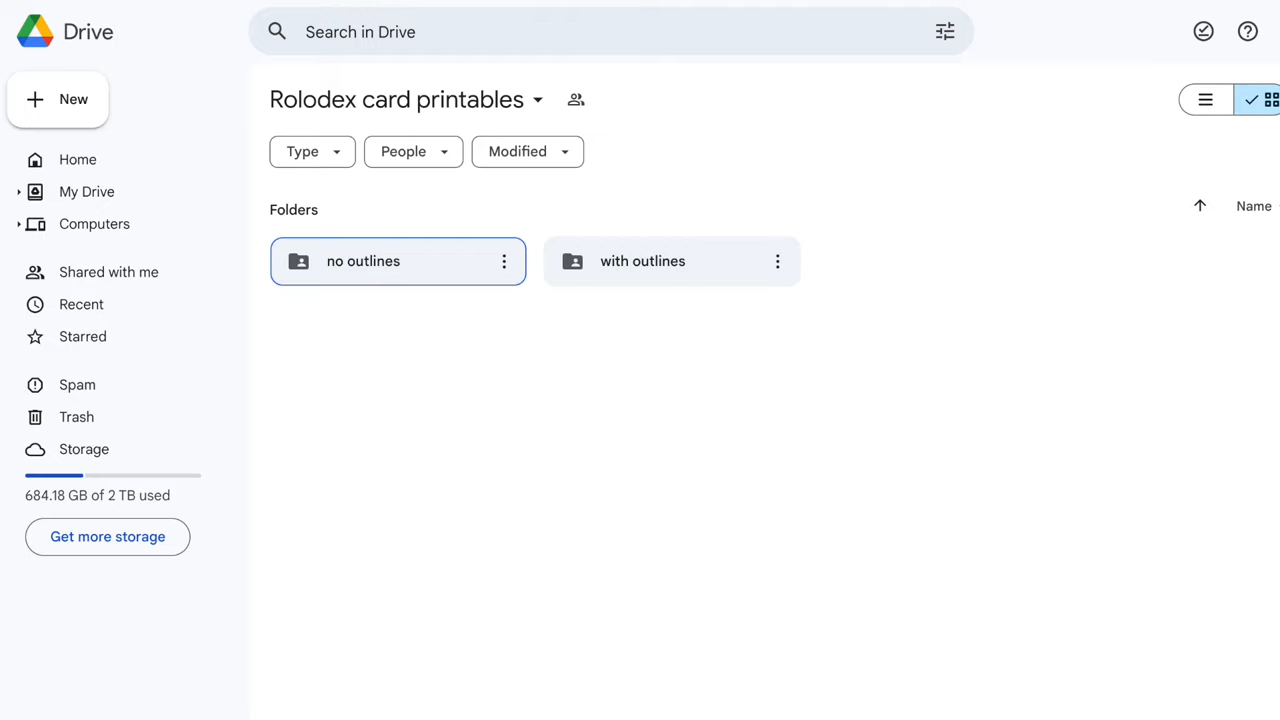 Drive
Search in Drive
New
Rolodex card printables
Type
People
Modified
Home
My Drive
Computers
Folders
Name
no outlines
with outlines
Shared with me
Recent
Starred
Spam
Trash
Storage
684.18 GB of 2 TB used
Get more storage